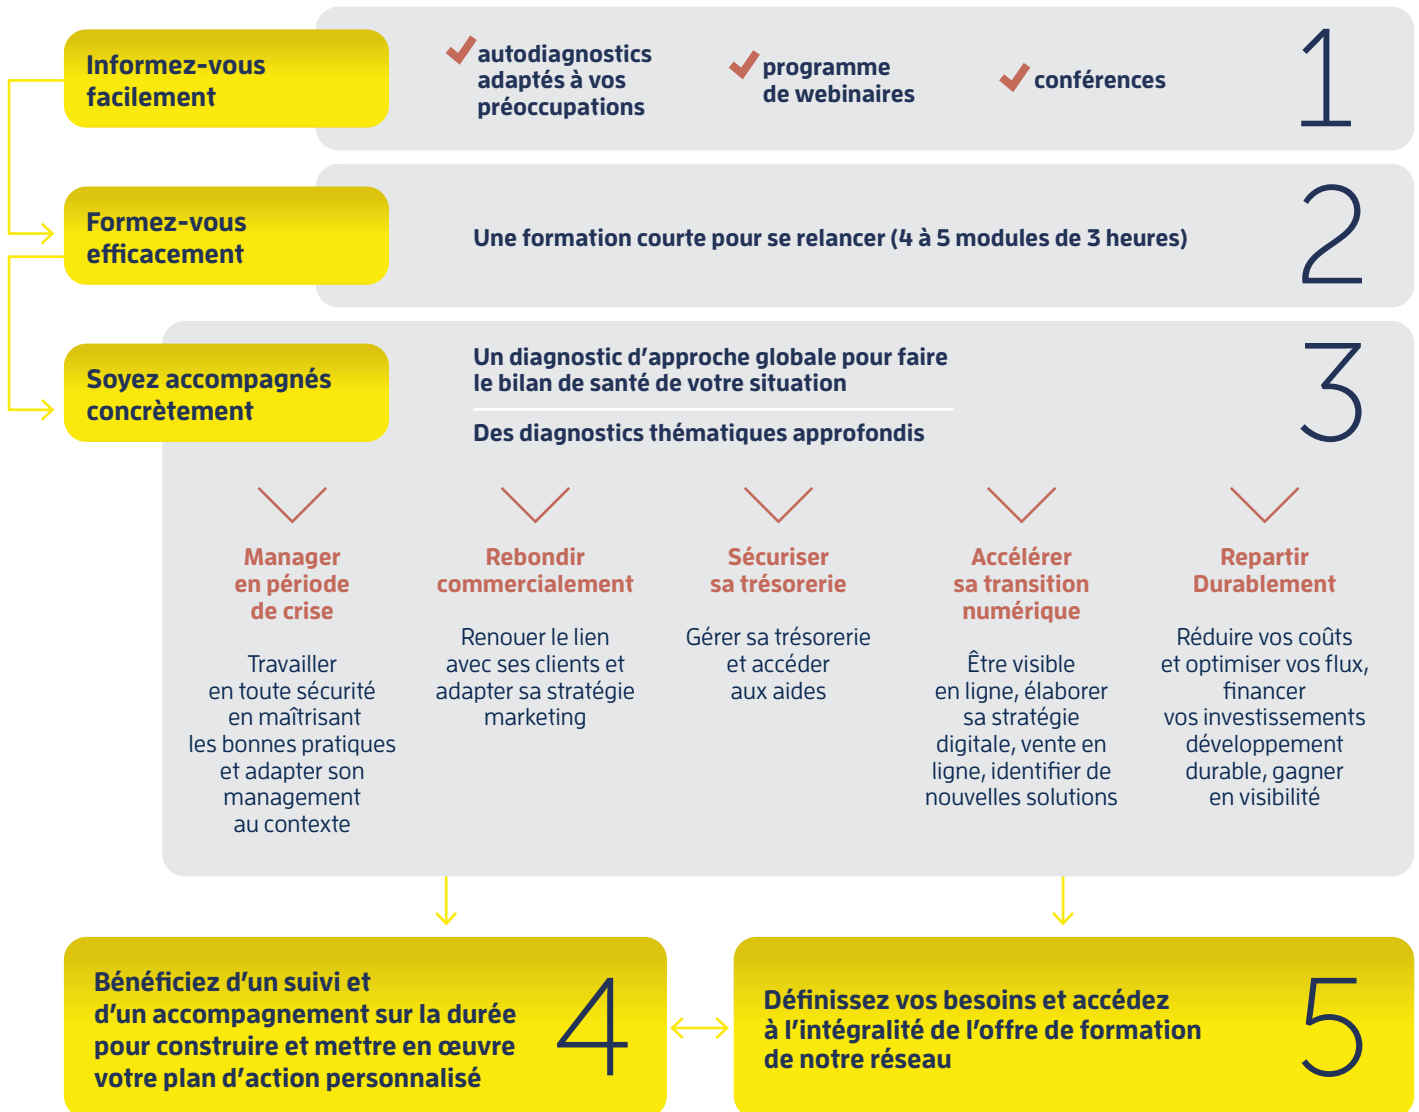 Informez-vous
facilement
autodiagnostics
adaptés à vos
préoccupations
programme
de webinaires
conférences
1
Formez-vous
efficacement
Une formation courte pour se relancer (4 à 5 modules de 3 heures)
2
Soyez accompagnés
concrètement
Un diagnostic d’approche globale pour faire
le bilan de santé de votre situation
Des diagnostics thématiques approfondis
3
Manager
en période
de crise
Travailler
en toute sécurité
en maîtrisant
les bonnes pratiques
et adapter son
management
au contexte
Rebondir
commercialement
Renouer le lien
avec ses clients et
adapter sa stratégie
marketing
Sécuriser
sa trésorerie
Gérer sa trésorerie
et accéder
aux aides
Accélérer
sa transition
numérique
Être visible
en ligne, élaborer
sa stratégie
digitale, vente en
ligne, identifier de
nouvelles solutions
Repartir
Durablement
Réduire vos coûts
et optimiser vos flux,
financer
vos investissements
développement
durable, gagner
en visibilité
Bénéficiez d’un suivi et
d’un accompagnement sur la durée
pour construire et mettre en œuvre
votre plan d’action personnalisé
4
Définissez vos besoins et accédez
à l’intégralité de l’offre de formation
de notre réseau
5